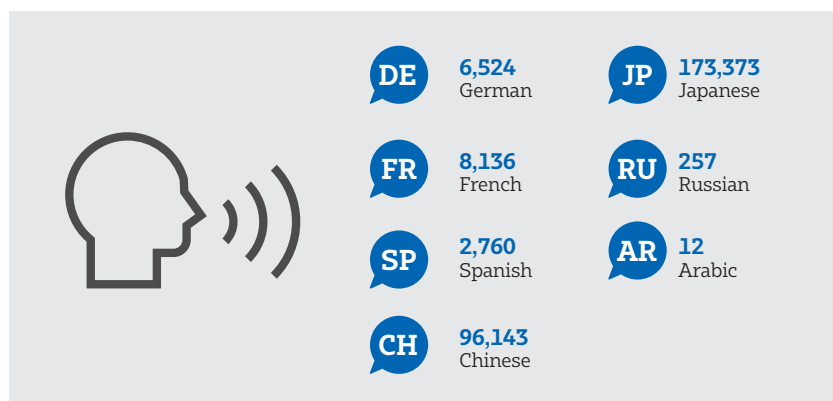 DE
6,524
German
FR
8,136
French
SP
2,760
Spanish
CH
96,143
Chinese
JP
173,373
Japanese
RU
257
Russian
AR
12
Arabic